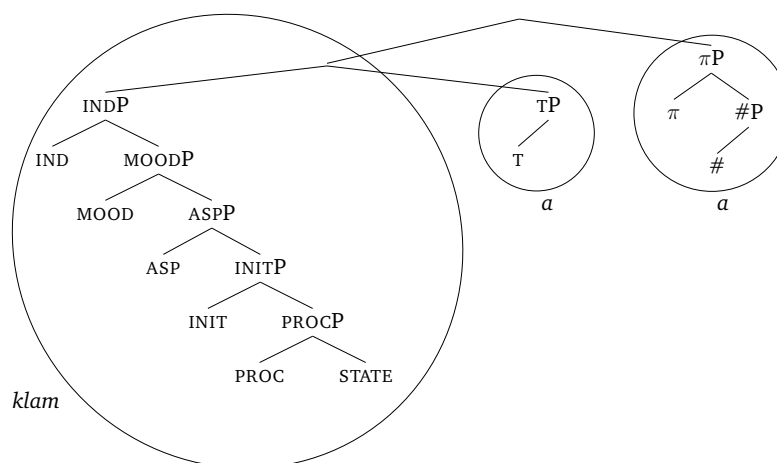 πP
INDP TP π #P
IND MOODP T #
MOOD ASPP a a
ASP INITP
INIT PROCP
PROC STATE
klam